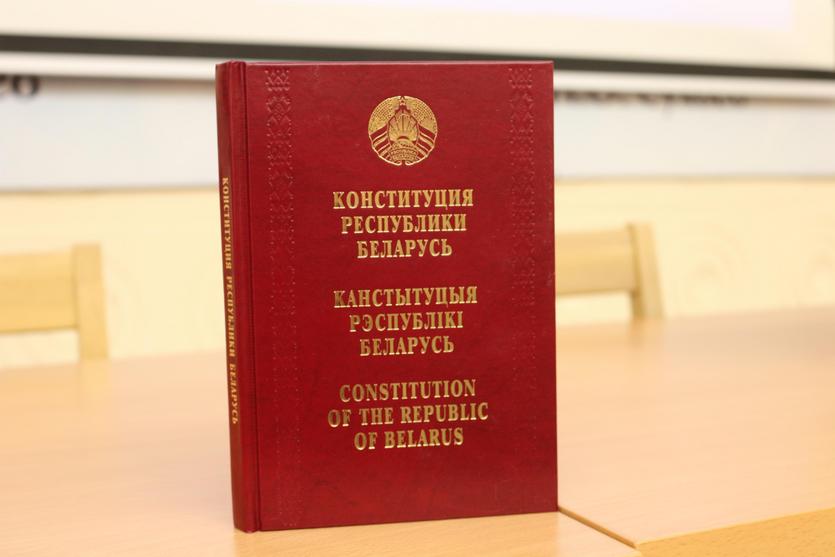 КОНСТИТУЦИЯ
РЕСПУБЛИКИ
БЕЛАРУСЬ
КАНСТЫТУЦЫЯ
РЭСПУБЛІКІ
БЕЛАРУСЬ
CONSTITUTION
OF THE REPUBLIC
OF BELARUS
КОНСТИТУЦИЯ РЕСПУБЛИКИ БЕЛАРУСЬ